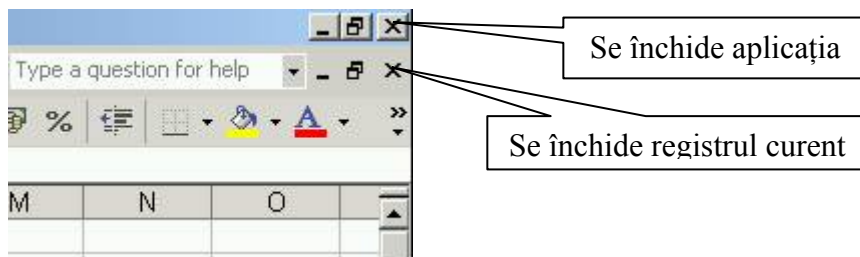 Se închide aplicația
Type a question for help
%
A
»
Se închide registrul curent
M N O